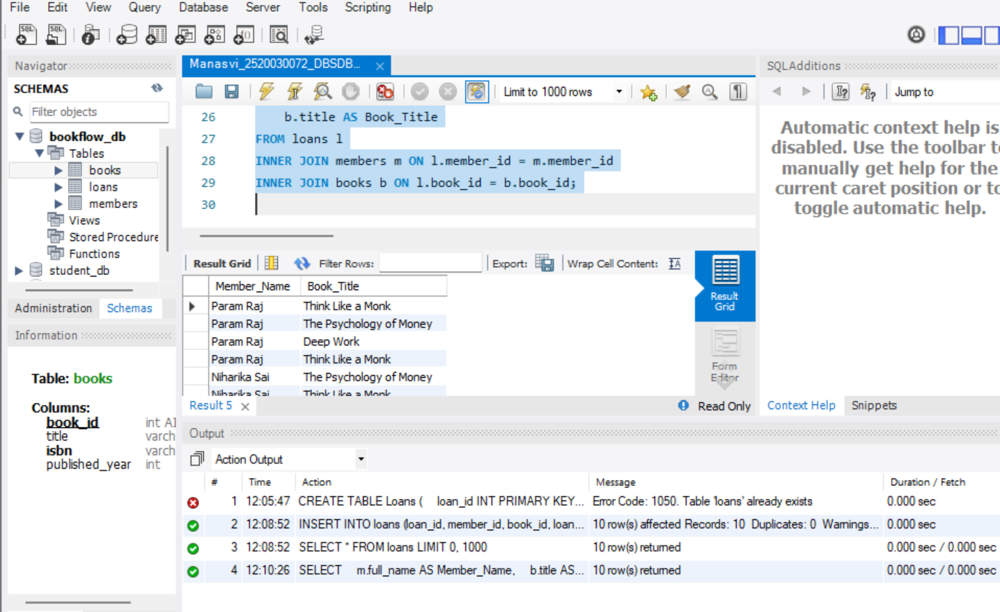 File Edit View Query Database Server Tools Scripting Help
SQL SQL
Navigator
SCHEMAS
Filter objects
bookflow_db
Tables
books
loans
members
Views
Stored Procedure
Functions
student_db
Administration Schemas
Information
Table: books
Columns:
book_id int AI
title varch
isbn varch
published_year int
Manasvi_2520030072_DBSDB...
Limit to 1000 rows
26 b.title AS Book_Title
27 FROM loans l
28 INNER JOIN members m ON l.member_id = m.member_id
29 INNER JOIN books b ON l.book_id = b.book_id;
30
Result Grid Filter Rows: Export: Wrap Cell Content:
Member_Name Book_Title
Param Raj Think Like a Monk
Param Raj The Psychology of Money
Param Raj Deep Work
Param Raj Think Like a Monk
Niharika Sai The Psychology of Money
Niharika Sai Think Like a Monk
Result
Grid
Form
Editor
Result 5 Read Only
SQLAdditions
Jump to
Automatic context help is
disabled. Use the toolbar to
manually get help for the
current caret position or to
toggle automatic help.
Context Help Snippets
Output
Action Output
# Time Action Message Duration / Fetch
1 12:05:47 CREATE TABLE Loans ( loan_id INT PRIMARY KEY... Error Code: 1050. Table 'loans' already exists 0.000 sec
2 12:08:52 INSERT INTO loans (loan_id, member_id, book_id, loan... 10 row(s) affected Records: 10 Duplicates: 0 Warnings... 0.000 sec
3 12:08:52 SELECT * FROM loans LIMIT 0, 1000 10 row(s) returned 0.000 sec / 0.000 sec
4 12:10:26 SELECT m.full_name AS Member_Name, b.title AS... 10 row(s) returned 0.000 sec / 0.000 sec